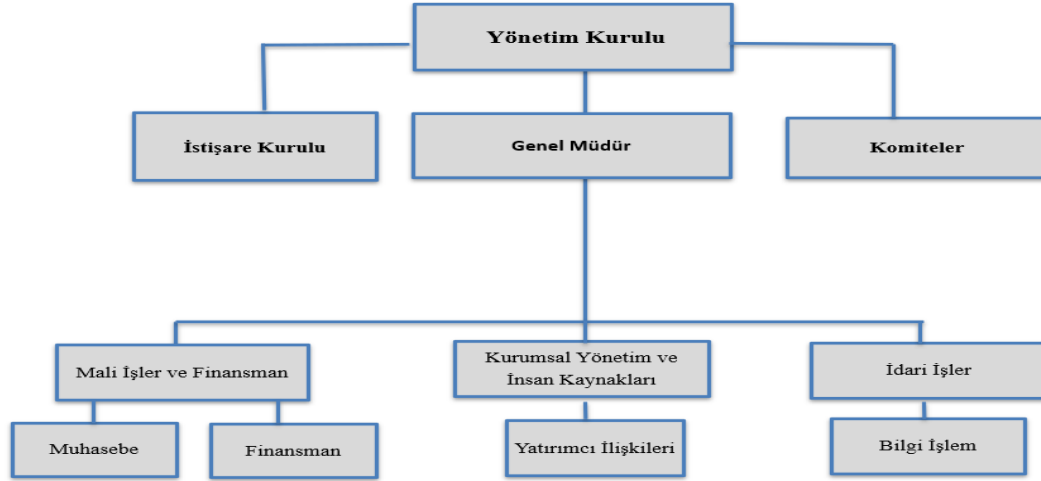 Yönetim Kurulu
İstişare Kurulu
Genel Müdür
Komiteler
Mali İşler ve Finansman
Kurumsal Yönetim ve
İnsan Kaynakları
İdari İşler
Muhasebe
Finansman
Yatırımcı İlişkileri
Bilgi İşlem